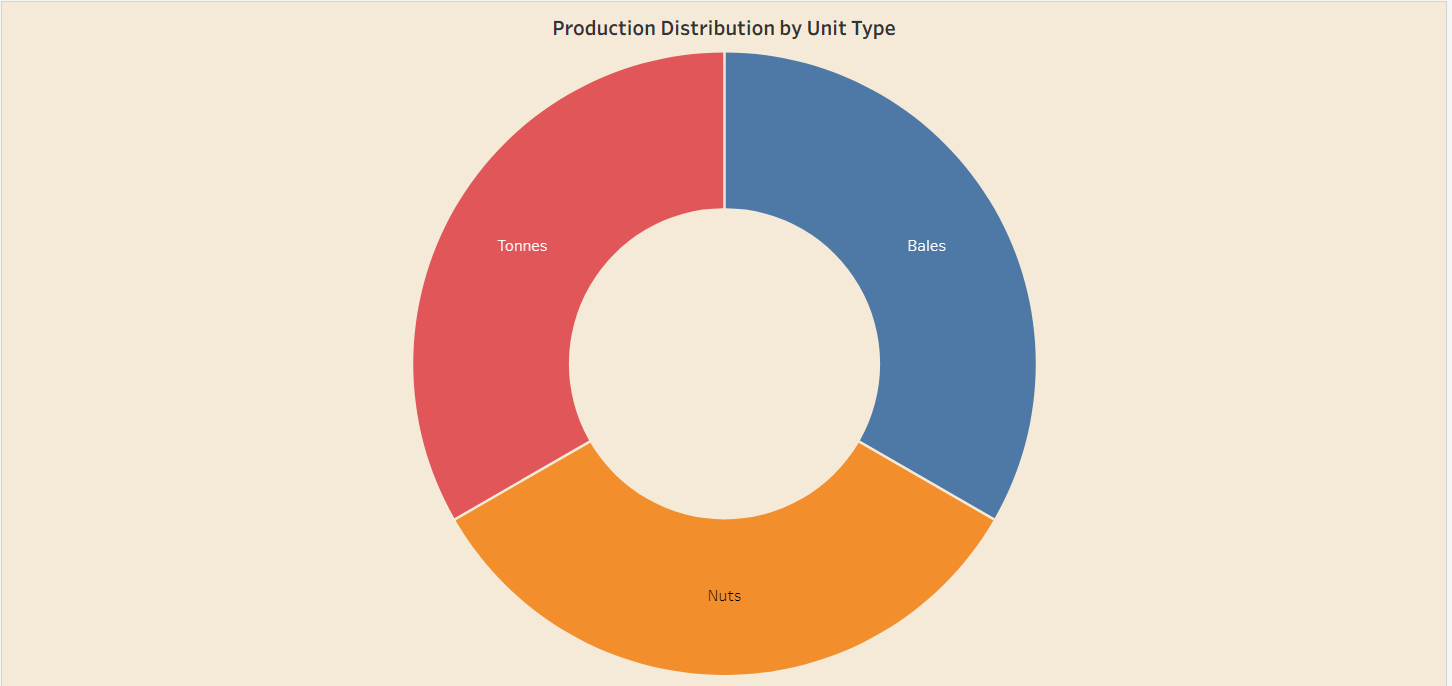 Production Distribution by Unit Type
Tonnes
Bales
Nuts